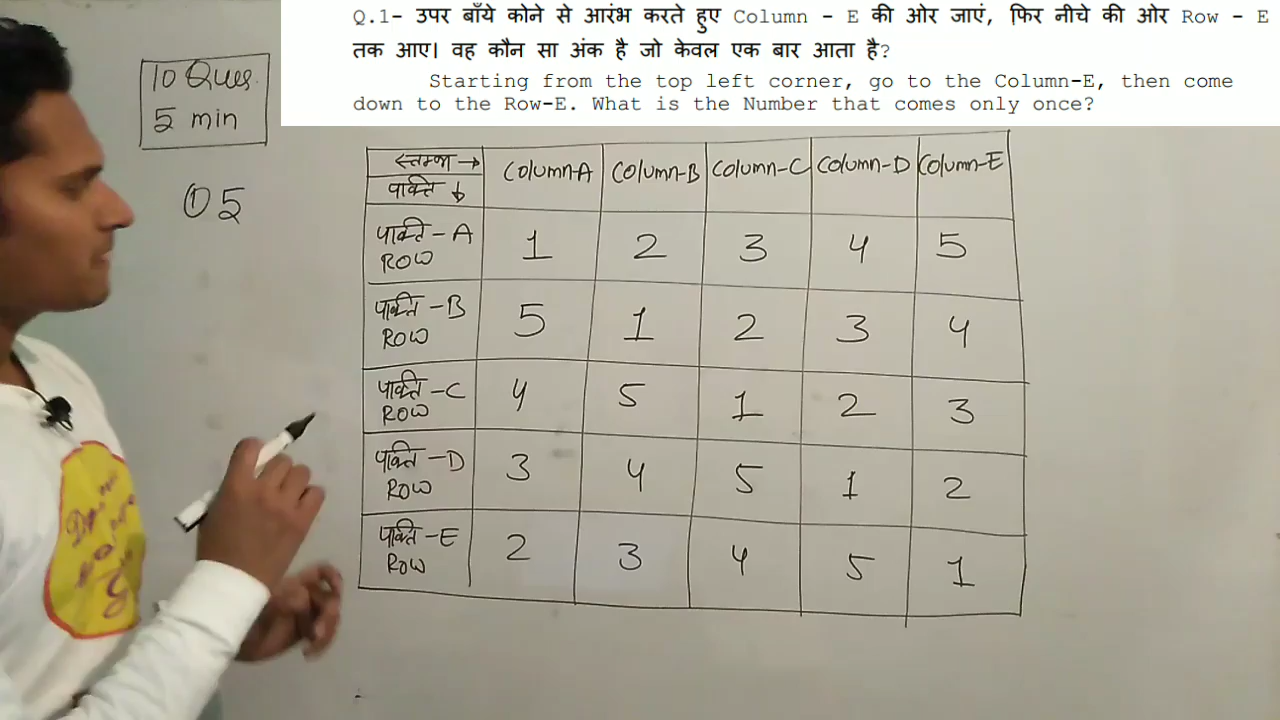 Q.1- उपर बाँये कोने से आरंभ करते हुए Column - E की ओर जाएं, फिर नीचे की ओर Row - E
तक आए। वह कौन सा अंक है जो केवल एक बार आता है?
Starting from the top left corner, go to the Column-E, then come
down to the Row-E. What is the Number that comes only once?
10 Ques.
5 min
① 5
स्तम्भ → Column-A Column-B Column-C Column-D Column-E
पंक्ति ↓
पंक्ति - A
ROW 1 2 3 4 5
पंक्ति - B
ROW 5 1 2 3 4
पंक्ति - C
ROW 4 5 1 2 3
पंक्ति - D
ROW 3 4 5 1 2
पंक्ति - E
ROW 2 3 4 5 1